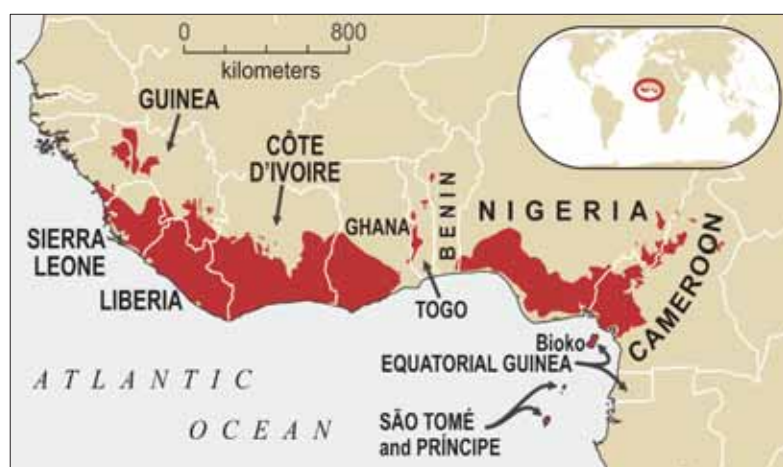 0 800
kilometers
GUINEA
CÔTE
D'IVOIRE
GHANA
BENIN
NIGERIA
CAMEROON
SIERRA
LEONE
LIBERIA
TOGO
Bioko
EQUATORIAL GUINEA
ATLANTIC
OCEAN
SÃO TOMÉ
and PRÍNCIPE